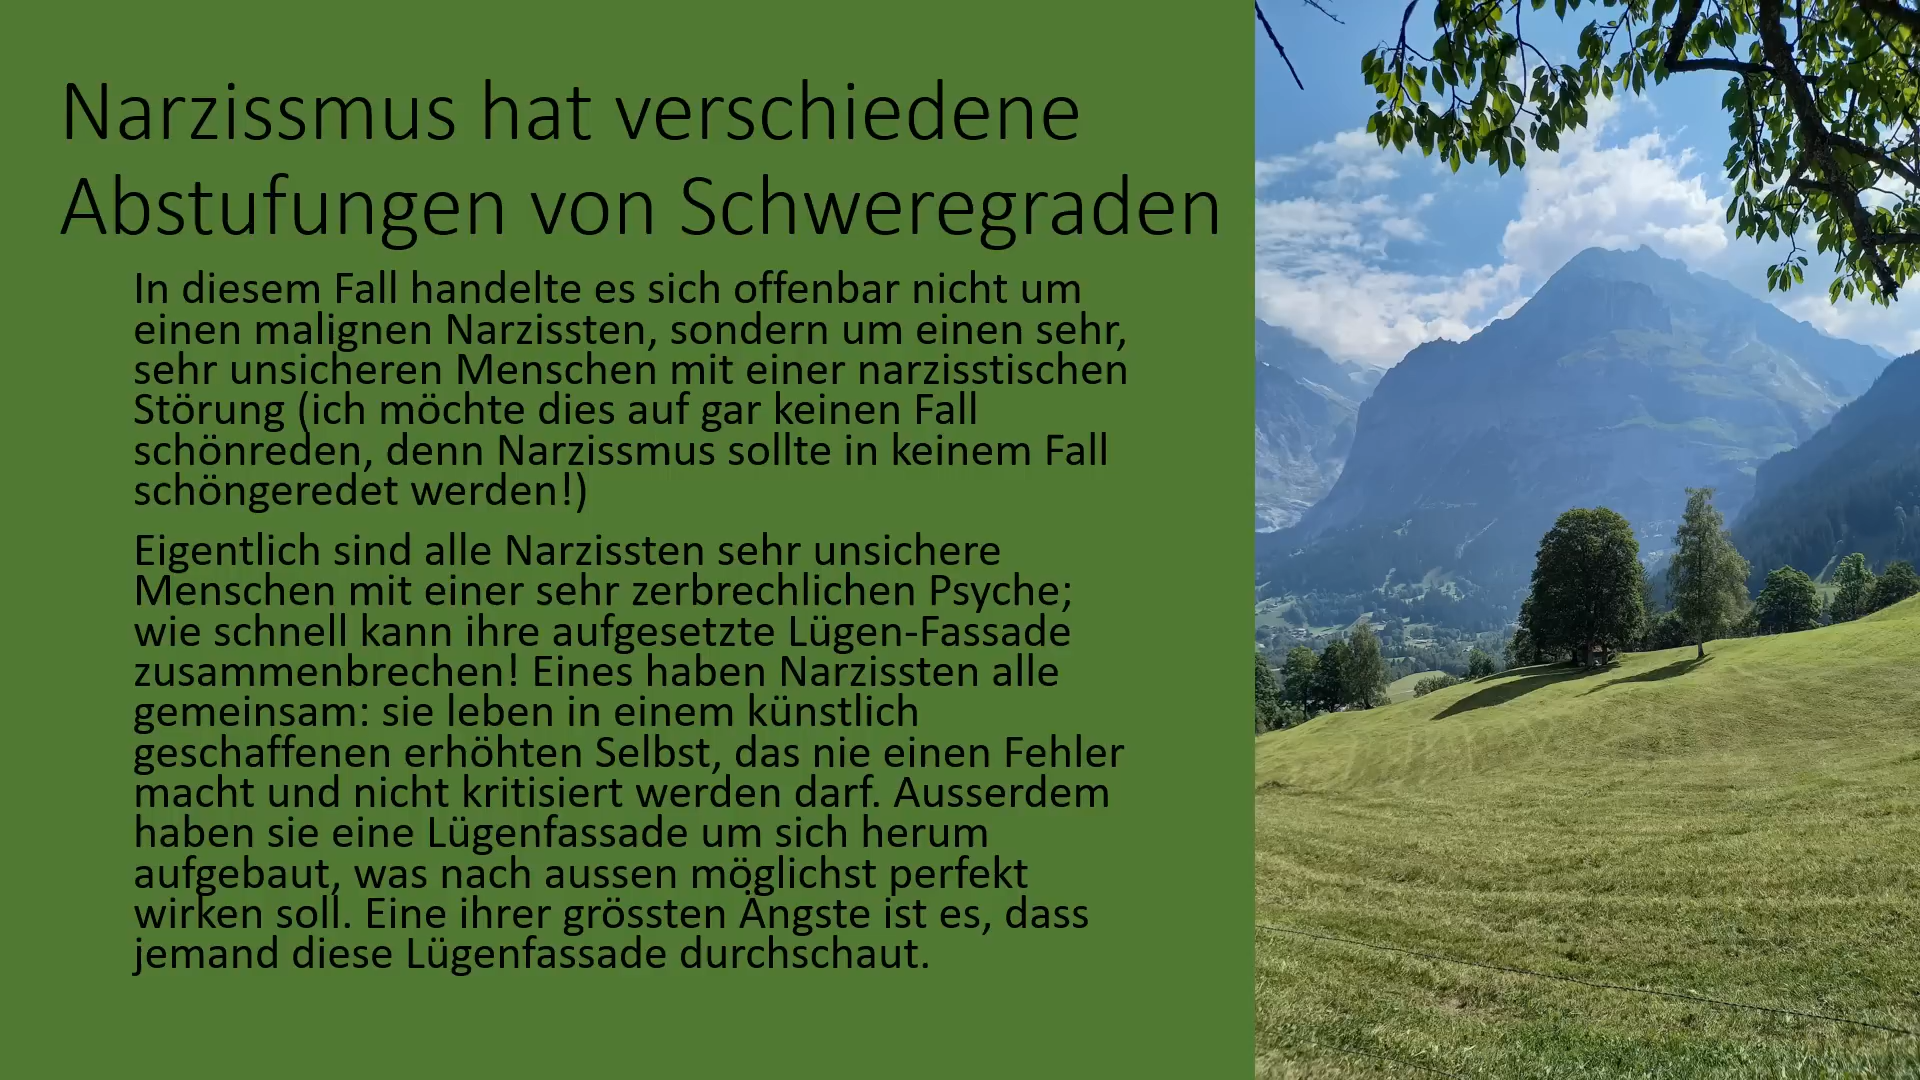 Narzissmus hat verschiedene
Abstufungen von Schweregraden
In diesem Fall handelte es sich offenbar nicht um
einen malignen Narzissten, sondern um einen sehr,
sehr unsicheren Menschen mit einer narzisstischen
Störung (ich möchte dies auf gar keinen Fall
schönreden, denn Narzissmus sollte in keinem Fall
schöngeredet werden!)
Eigentlich sind alle Narzissten sehr unsichere
Menschen mit einer sehr zerbrechlichen Psyche;
wie schnell kann ihre aufgesetzte Lügen-Fassade
zusammenbrechen! Eines haben Narzissten alle
gemeinsam: sie leben in einem künstlich
geschaffenen erhöhten Selbst, das nie einen Fehler
macht und nicht kritisiert werden darf. Ausserdem
haben sie eine Lügenfassade um sich herum
aufgebaut, was nach aussen möglichst perfekt
wirken soll. Eine ihrer grössten Ängste ist es, dass
jemand diese Lügenfassade durchschaut.